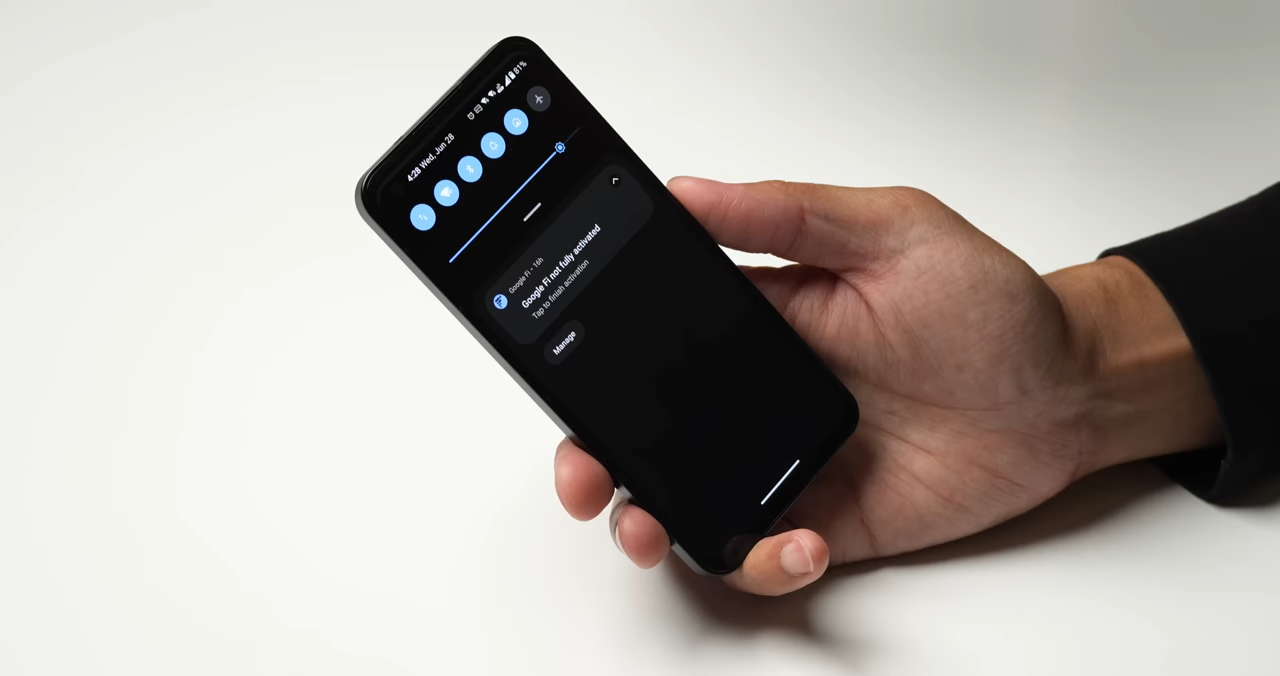 4:28 Wed, Jun 28
81%
Google Fi • 16h
Google Fi not fully activated
Tap to finish activation
Manage